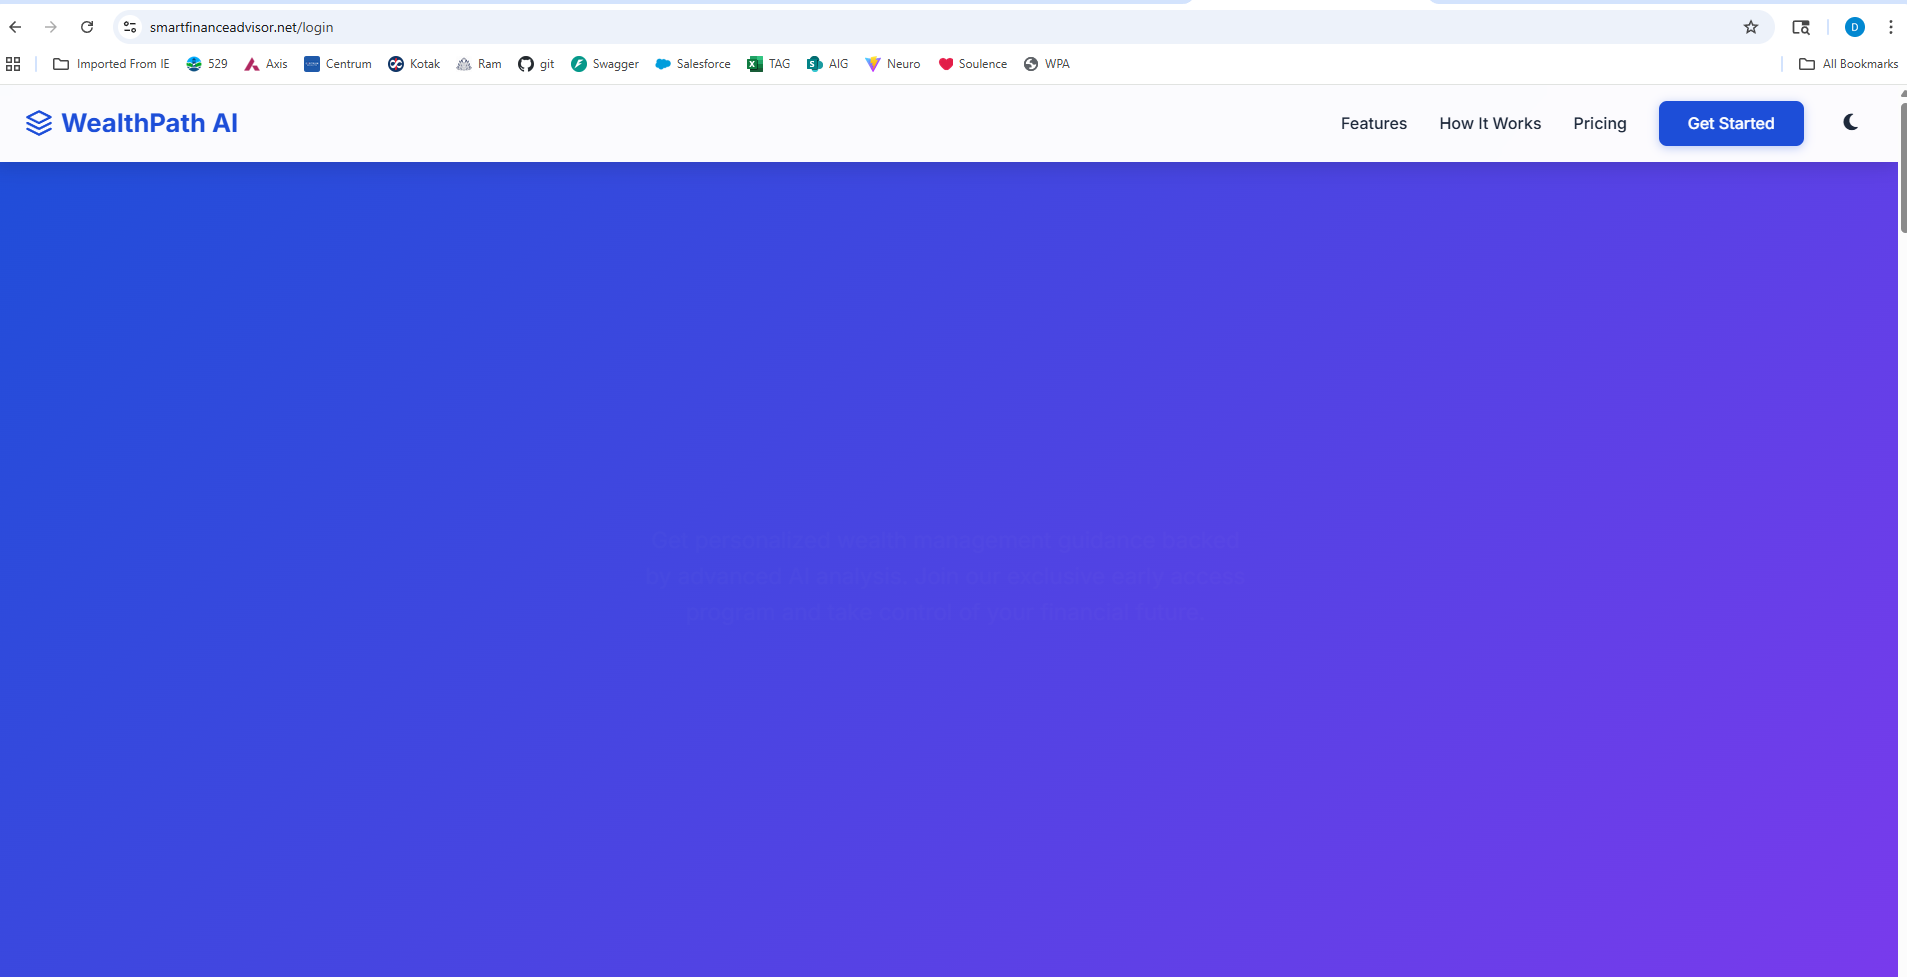 smartfinanceadvisor.net/login
D
Imported From IE 529 Axis Centrum Kotak Ram git Swagger Salesforce TAG AIG Neuro Soulence WPA All Bookmarks
WealthPath AI Features How It Works Pricing Get Started
Get personalized wealth management guidance backed
by advanced AI analysis. Join our exclusive early access
program and take control of your financial future.